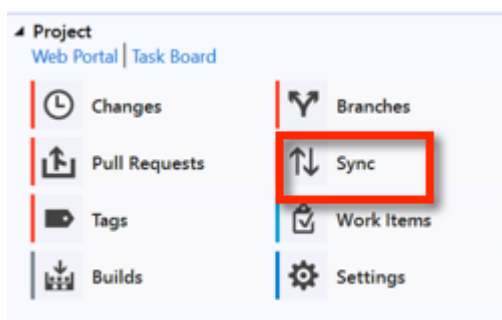 Project
Web Portal | Task Board
Changes
Branches
Pull Requests
Sync
Tags
Work Items
Builds
Settings